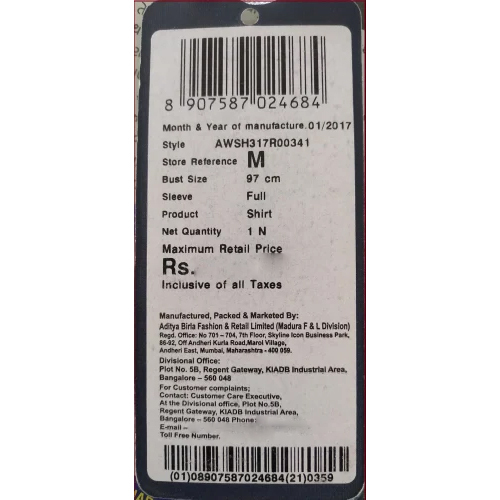 8 907587 024684
Month & Year of manufacture.01/2017
Style AWSH317R00341
Store Reference M
Bust Size 97 cm
Sleeve Full
Product Shirt
Net Quantity 1 N
Maximum Retail Price
Rs.
Inclusive of all Taxes
Manufactured, Packed & Marketed By:
Aditya Birla Fashion & Retail Limited (Madura F & L Division)
Regd. Office: No 701 - 704, 7th Floor, Skyline Icon Business Park,
86-92, Off Andheri Kurla Road, Marol Village,
Andheri East, Mumbai, Maharashtra - 400 059.
Divisional Office:
Plot No. 5B, Regent Gateway, KIADB Industrial Area,
Bangalore – 560 048
For Customer complaints;
Contact: Customer Care Executive,
At the Divisional office, Plot No.5B,
Regent Gateway, KIADB Industrial Area,
Bangalore – 560 048 Phone:
E-mail –
Toll Free Number.
(01)08907587024684(21)0359